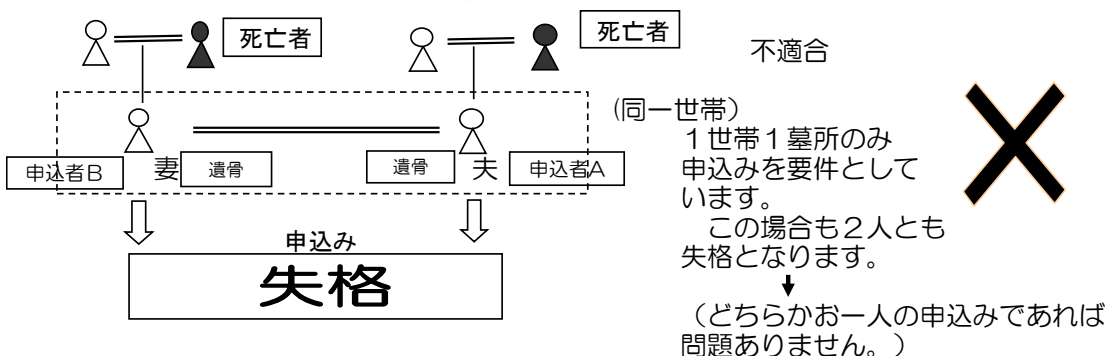 死亡者
死亡者
不適合
(同一世帯)
1世帯1墓所のみ
申込みを要件として
います。
この場合も2人とも
失格となります。
(どちらかお一人の申込みであれば
問題ありません。)
申込者B
妻
遺骨
遺骨
夫
申込者A
申込み
失格